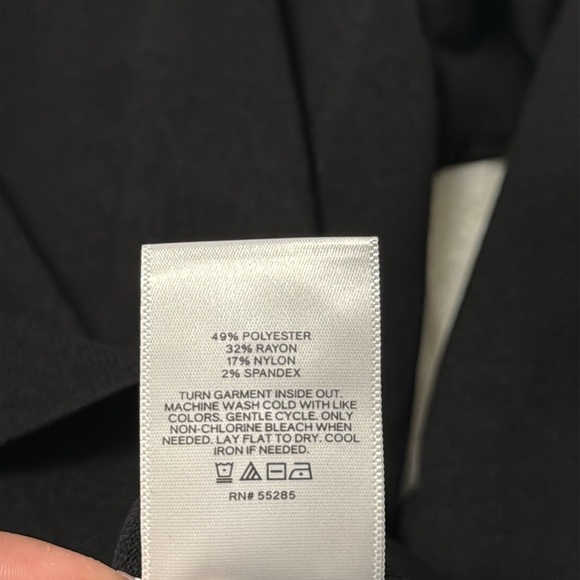 49% POLYESTER
32% RAYON
17% NYLON
2% SPANDEX
TURN GARMENT INSIDE OUT.
MACHINE WASH COLD WITH LIKE
COLORS. GENTLE CYCLE. ONLY
NON-CHLORINE BLEACH WHEN
NEEDED. LAY FLAT TO DRY. COOL
IRON IF NEEDED.
RN# 55285